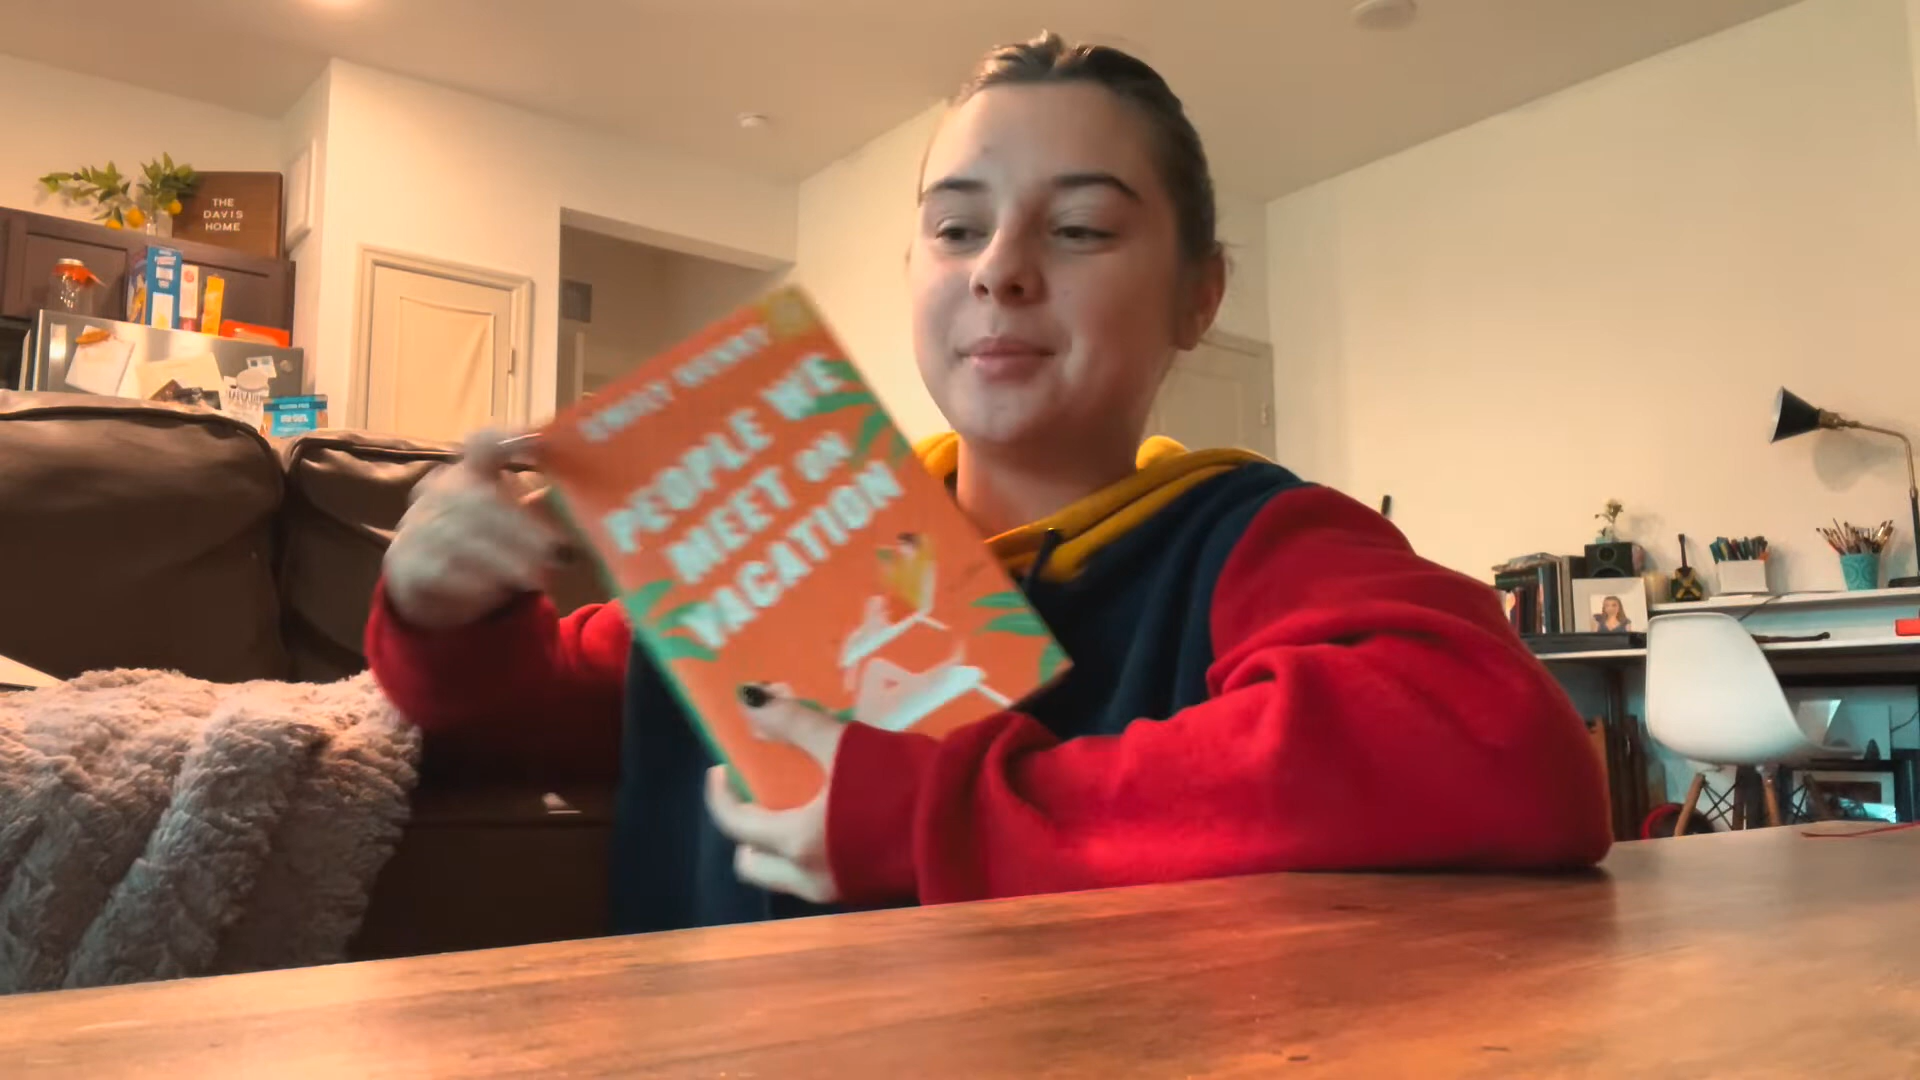 THE
DAVIS
HOME
EMILY HENRY
PEOPLE WE
MEET ON
VACATION